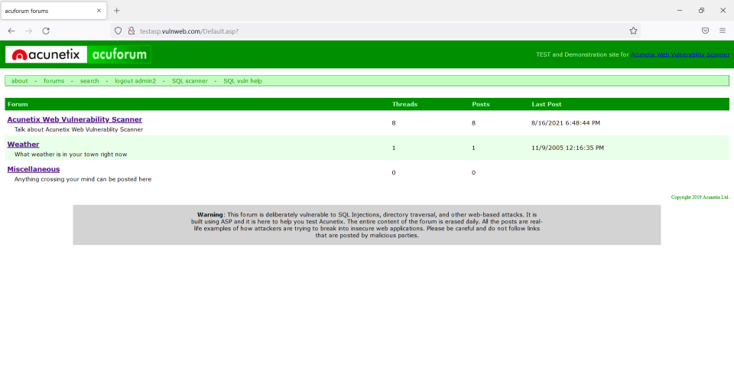 acuforum forums
testasp.vulnweb.com/Default.asp?
acunetix acuforum
TEST and Demonstration site for Acunetix Web Vulnerability Scanner
about - forums - search - logout admin2 - SQL scanner - SQL vuln help
Forum Threads Posts Last Post
Acunetix Web Vulnerability Scanner
Talk about Acunetix Web Vulnerablity Scanner
8 8 8/16/2021 6:48:44 PM
Weather
What weather is in your town right now
1 1 11/9/2005 12:16:35 PM
Miscellaneous
Anything crossing your mind can be posted here
0 0
Copyright 2019 Acunetix Ltd.
Warning: This forum is deliberately vulnerable to SQL Injections, directory traversal, and other web-based attacks. It is
built using ASP and it is here to help you test Acunetix. The entire content of the forum is erased daily. All the posts are real-
life examples of how attackers are trying to break into insecure web applications. Please be careful and do not follow links
that are posted by malicious parties.